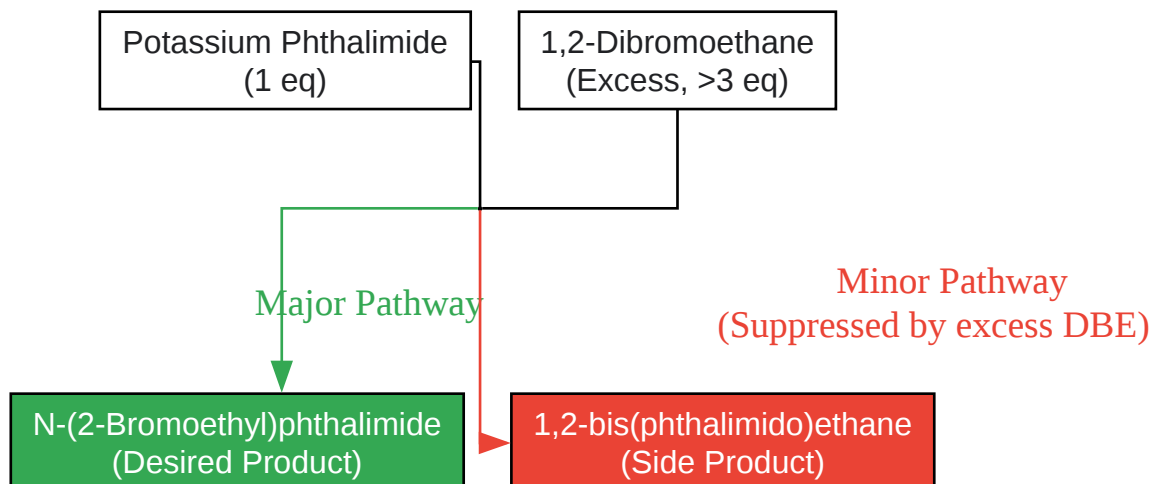 Potassium Phthalimide
(1 eq)
1,2-Dibromoethane
(Excess, >3 eq)
Major Pathway
Minor Pathway
(Suppressed by excess DBE)
N-(2-Bromoethyl)phthalimide
(Desired Product)
1,2-bis(phthalimido)ethane
(Side Product)